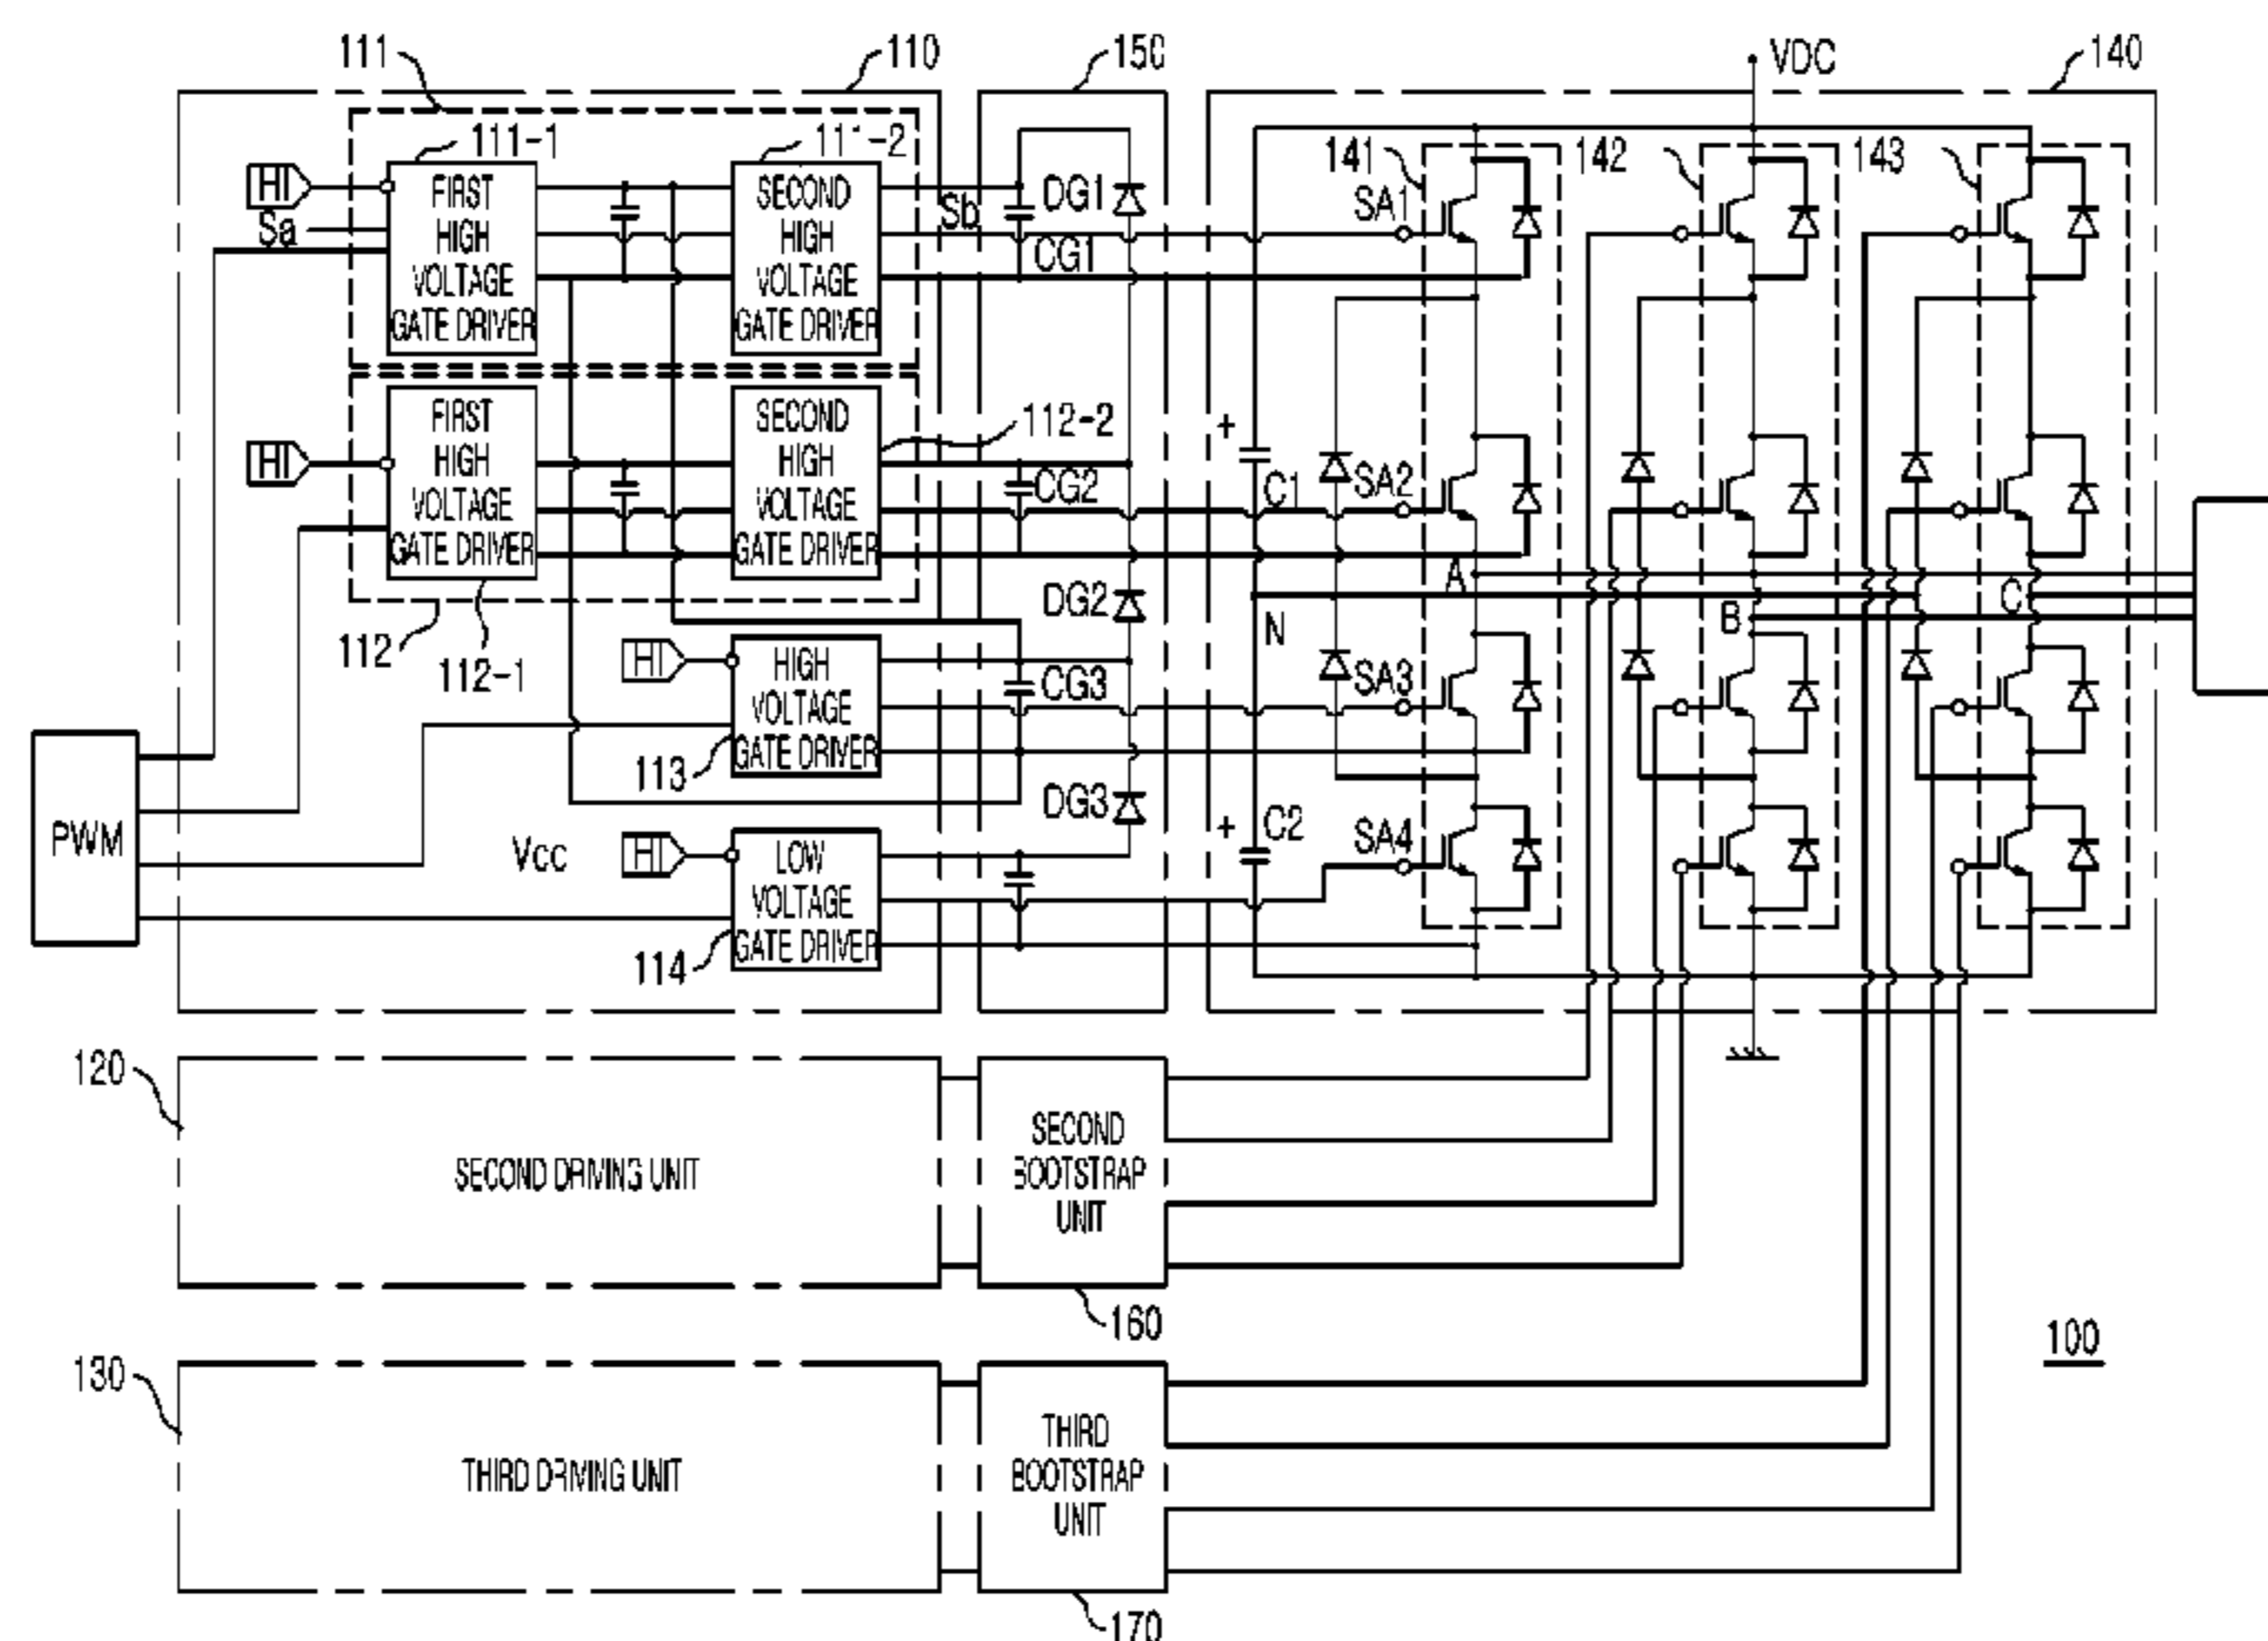 111
110
150
VDC
140
111-1
111-2
141
142
143
HI
FIRST
HIGH
VOLTAGE
GATE DRIVER
SECOND
HIGH
VOLTAGE
GATE DRIVER
Sa
Sb
DG1
CG1
SA1
HI
FIRST
HIGH
VOLTAGE
GATE DRIVER
SECOND
HIGH
VOLTAGE
GATE DRIVER
112-2
CG2
+
C1
SA2
A
N
B
C
DG2
112
112-1
HI
HIGH
VOLTAGE
GATE DRIVER
113
CG3
SA3
DG3
PWM
Vcc
HI
LOW
VOLTAGE
GATE DRIVER
114
+
C2
SA4
120
SECOND DRIVING UNIT
SECOND
BOOTSTRAP
UNIT
160
100
130
THIRD DRIVING UNIT
THIRD
BOOTSTRAP
UNIT
170